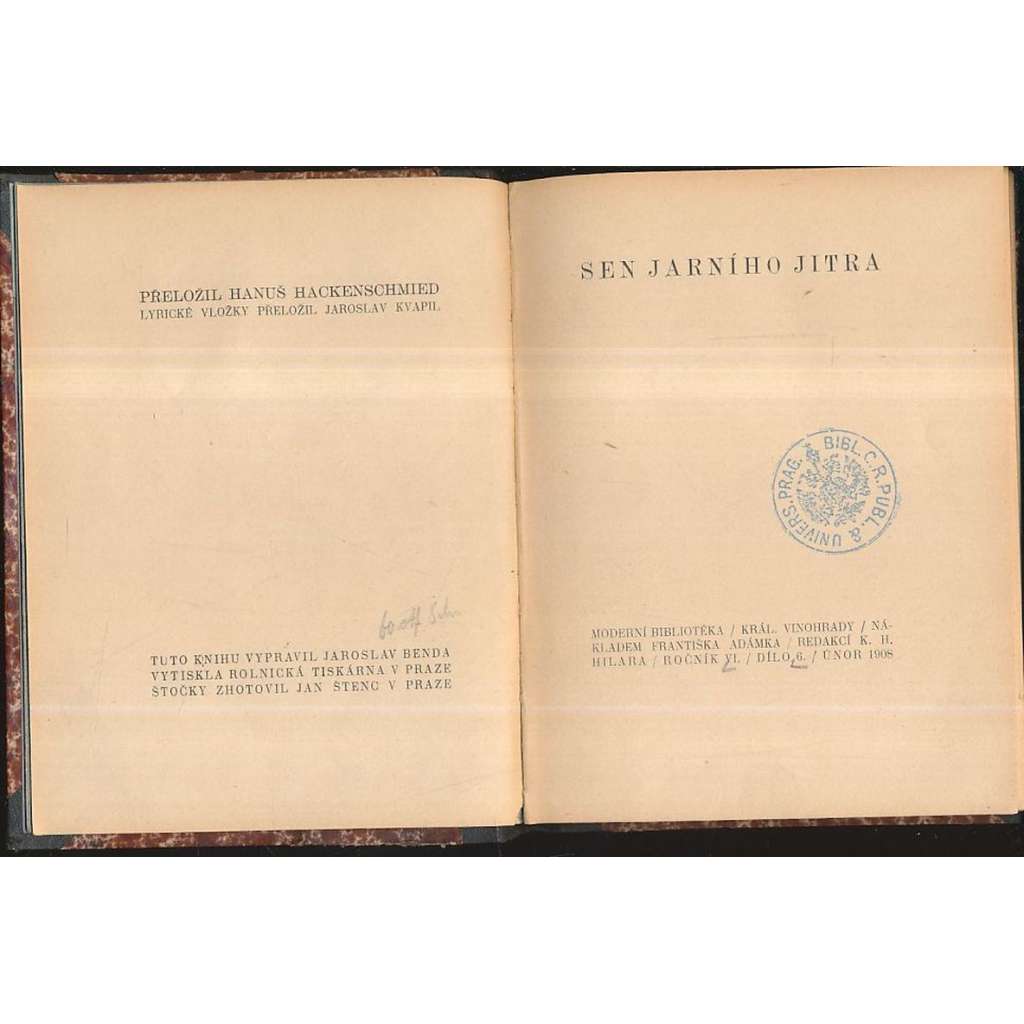 PŘELOŽIL HANUŠ HACKENSCHMIED
LYRICKÉ VLOŽKY PŘELOŽIL JAROSLAV KVAPIL
TUTO KNIHU VYPRAVIL JAROSLAV BENDA
VYTISKLA ROLNICKÁ TISKÁRNA V PRAZE
ŠTOČKY ZHOTOVIL JAN ŠTENC V PRAZE
SEN JARNÍHO JITRA
BIBL. C. R. PUBL. & UNIVERS. PRAG.
MODERNÍ BIBLIOTÉKA / KRÁL. VINOHRADY / NÁ-
KLADEM FRANTIŠKA ADÁMKA / REDAKCÍ K. H.
HILARA / ROČNÍK VI. / DÍLO 6. / ÚNOR 1908